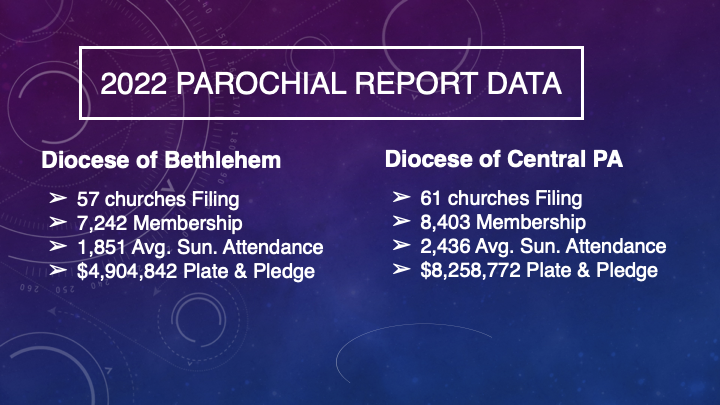 2022 PAROCHIAL REPORT DATA
Diocese of Bethlehem
➢ 57 churches Filing
➢ 7,242 Membership
➢ 1,851 Avg. Sun. Attendance
➢ $4,904,842 Plate & Pledge
Diocese of Central PA
➢ 61 churches Filing
➢ 8,403 Membership
➢ 2,436 Avg. Sun. Attendance
➢ $8,258,772 Plate & Pledge
260
250